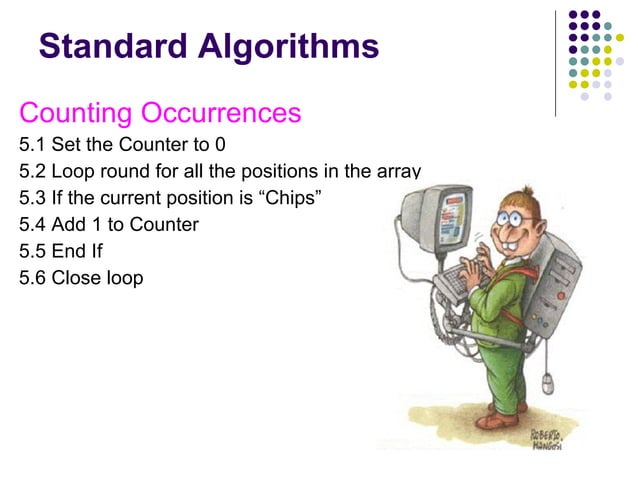 Standard Algorithms
Counting Occurrences
5.1 Set the Counter to 0
5.2 Loop round for all the positions in the array
5.3 If the current position is “Chips”
5.4 Add 1 to Counter
5.5 End If
5.6 Close loop
ROBERTO.
MANGOSI